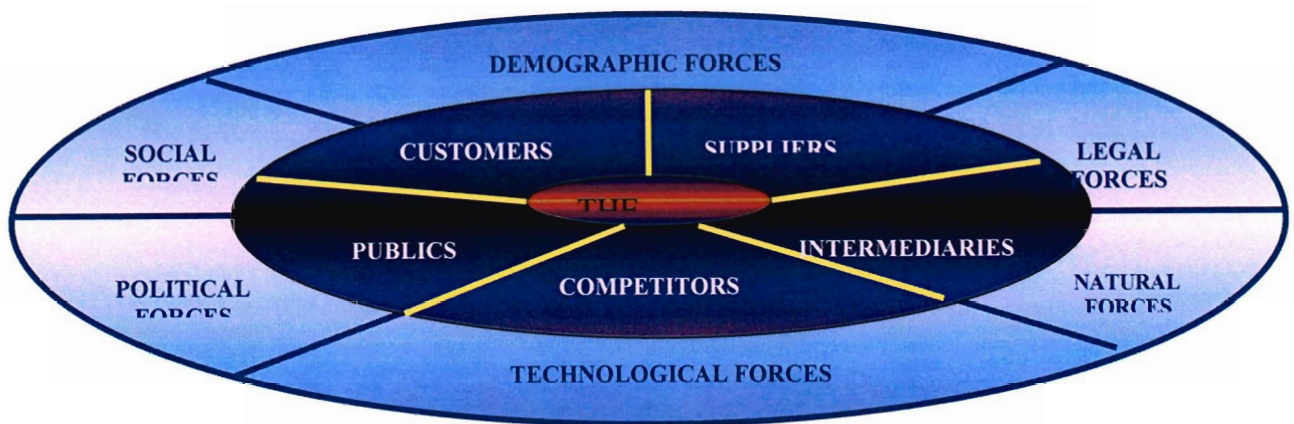 DEMOGRAPHIC FORCES
SOCIAL
FORCES
CUSTOMERS
SUPPLIERS
LEGAL
FORCES
THE
PUBLICS
INTERMEDIARIES
COMPETITORS
POLITICAL
FORCES
NATURAL
FORCES
TECHNOLOGICAL FORCES